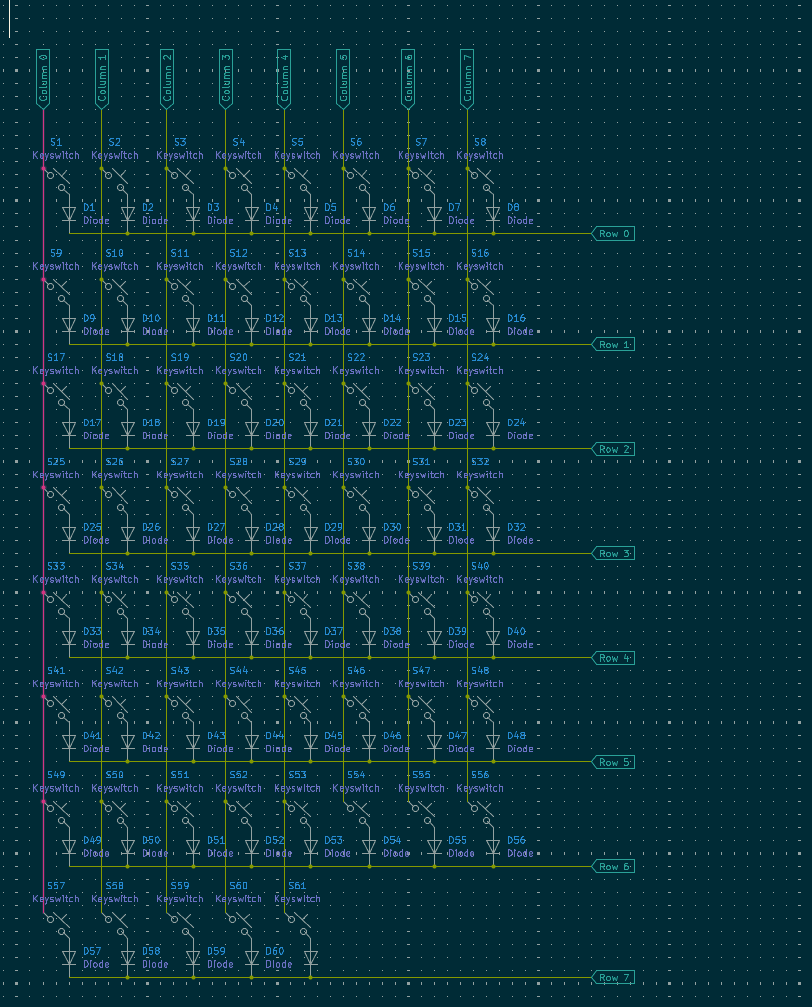 Column 0 Column 1 Column 2 Column 3 Column 4 Column 5 Column 6 Column 7
S1 S2 S3 S4 S5 S6 S7 S8
Keyswitch Keyswitch Keyswitch Keyswitch Keyswitch Keyswitch Keyswitch Keyswitch
D1 D2 D3 D4 D5 D6 D7 D8
Diode Diode Diode Diode Diode Diode Diode Diode
Row 0
S9 S10 S11 S12 S13 S14 S15 S16
Keyswitch Keyswitch Keyswitch Keyswitch Keyswitch Keyswitch Keyswitch Keyswitch
D9 D10 D11 D12 D13 D14 D15 D16
Diode Diode Diode Diode Diode Diode Diode Diode
Row 1
S17 S18 S19 S20 S21 S22 S23 S24
Keyswitch Keyswitch Keyswitch Keyswitch Keyswitch Keyswitch Keyswitch Keyswitch
D17 D18 D19 D20 D21 D22 D23 D24
Diode Diode Diode Diode Diode Diode Diode Diode
Row 2
S25 S26 S27 S28 S29 S30 S31 S32
Keyswitch Keyswitch Keyswitch Keyswitch Keyswitch Keyswitch Keyswitch Keyswitch
D25 D26 D27 D28 D29 D30 D31 D32
Diode Diode Diode Diode Diode Diode Diode Diode
Row 3
S33 S34 S35 S36 S37 S38 S39 S40
Keyswitch Keyswitch Keyswitch Keyswitch Keyswitch Keyswitch Keyswitch Keyswitch
D33 D34 D35 D36 D37 D38 D39 D40
Diode Diode Diode Diode Diode Diode Diode Diode
Row 4
S41 S42 S43 S44 S45 S46 S47 S48
Keyswitch Keyswitch Keyswitch Keyswitch Keyswitch Keyswitch Keyswitch Keyswitch
D41 D42 D43 D44 D45 D46 D47 D48
Diode Diode Diode Diode Diode Diode Diode Diode
Row 5
S49 S50 S51 S52 S53 S54 S55 S56
Keyswitch Keyswitch Keyswitch Keyswitch Keyswitch Keyswitch Keyswitch Keyswitch
D49 D50 D51 D52 D53 D54 D55 D56
Diode Diode Diode Diode Diode Diode Diode Diode
Row 6
S57 S58 S59 S60 S61
Keyswitch Keyswitch Keyswitch Keyswitch Keyswitch
D57 D58 D59 D60
Diode Diode Diode Diode
Row 7